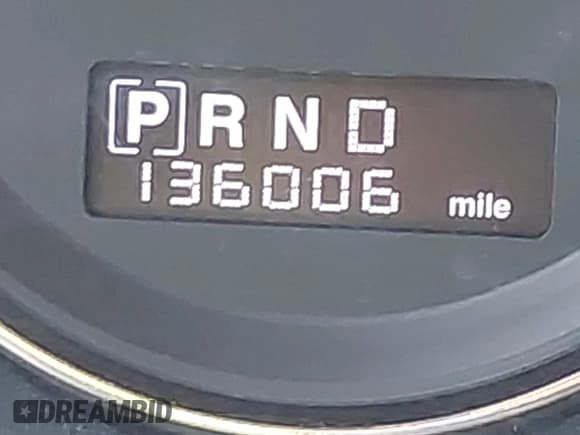 [P] R N D
136006 mile
DREAMBID